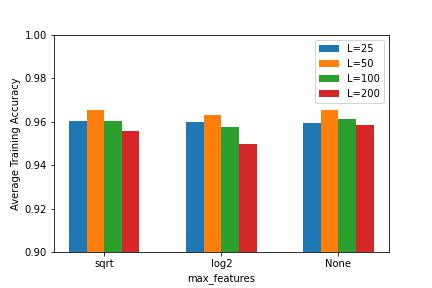 1.00
0.98
0.96
0.94
0.92
0.90
Average Training Accuracy
L=25
L=50
L=100
L=200
sqrt
log2
None
max_features